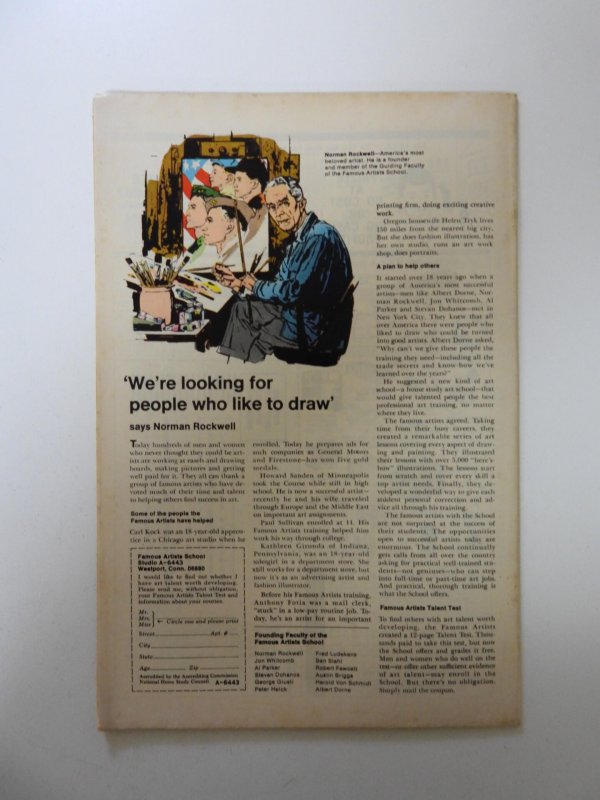 Norman Rockwell—America's most
beloved artist. He is a founder
and member of the Guiding Faculty
of the Famous Artists School.
'We're looking for
people who like to draw'
says Norman Rockwell
Today hundreds of men and women
who never thought they could be art-
ists are working at easels and drawing
boards, making pictures and getting
well paid for it. They all can thank a
group of famous artists who have de-
voted much of their time and talent
to helping others find success in art.
Some of the people the
Famous Artists have helped
Carl Kock was an 18-year-old appren-
tice in a Chicago art studio when he
Famous Artists School
Studio A-6443
Westport, Conn. 06880
I would like to find out whether I
have art talent worth developing.
Please send me, without obligation,
your Famous Artists Talent Test and
information about your courses.
Mr.
Mrs.
Miss
← Circle one and please print
Street Apt. #
City
State
Age Zip
Accredited by the Accrediting Commission
National Home Study Council A-6443
enrolled. Today he prepares ads for
such companies as General Motors
and Firestone—has won five gold
medals.
Howard Sanden of Minneapolis
took the Course while still in high
school. He is now a successful artist—
recently he and his wife traveled
through Europe and the Middle East
on important art assignments.
Paul Sullivan enrolled at 14. His
Famous Artists training helped him
work his way through college.
Kathleen Gironda of Indiana,
Pennsylvania, was an 18-year-old
salesgirl in a department store. She
still works for a department store, but
now it's as an advertising artist and
fashion illustrator.
Before his Famous Artists training,
Anthony Fotia was a mail clerk,
"stuck" in a low-pay routine job. To-
day, he's an artist for an important
Founding Faculty of the
Famous Artists School
Norman Rockwell
Jon Whitcomb
Al Parker
Steven Dohanos
George Giusti
Peter Helck
Fred Ludekens
Ben Stahl
Robert Fawcett
Austin Briggs
Harold Von Schmidt
Albert Dorne
printing firm, doing exciting creative
work.
Oregon housewife Helen Tryk lives
150 miles from the nearest big city.
But she does fashion illustration, has
her own studio, runs an art work
shop, does portraits.
A plan to help others
It started over 18 years ago when a
group of America's most successful
artists—men like Albert Dorne, Nor-
man Rockwell, Jon Whitcomb, Al
Parker and Stevan Dohanos—met in
New York City. They knew that all
over America there were people who
liked to draw who could be turned
into good artists. Albert Dorne asked,
"Why can't we give these people the
training they need—including all the
trade secrets and know-how we've
learned over the years?"
He suggested a new kind of art
school—a home study art school—that
would give talented people the best
professional art training, no matter
where they live.
The famous artists agreed. Taking
time from their busy careers, they
created a remarkable series of art
lessons covering every aspect of draw-
ing and painting. They illustrated
their lessons with over 5,000 "here's
how" illustrations. The lessons start
from scratch and cover every skill a
top artist needs. Finally, they de-
veloped a wonderful way to give each
student personal correction and ad-
vice all through his training.
The famous artists with the School
are not surprised at the success of
their students. The opportunities
open to successful artists today are
enormous. The School continually
gets calls from all over the country
asking for practical well-trained stu-
dents—not geniuses—who can step
into full-time or part-time art jobs.
And practical, thorough training is
what the School offers.
Famous Artists Talent Test
To find others with art talent worth
developing, the Famous Artists
created a 12-page Talent Test. Thou-
sands paid to take this test, but now
the School offers and grades it free.
Men and women who do well on the
test—or offer other sufficient evidence
of art talent—may enroll in the
School. But there's no obligation.
Simply mail the coupon.